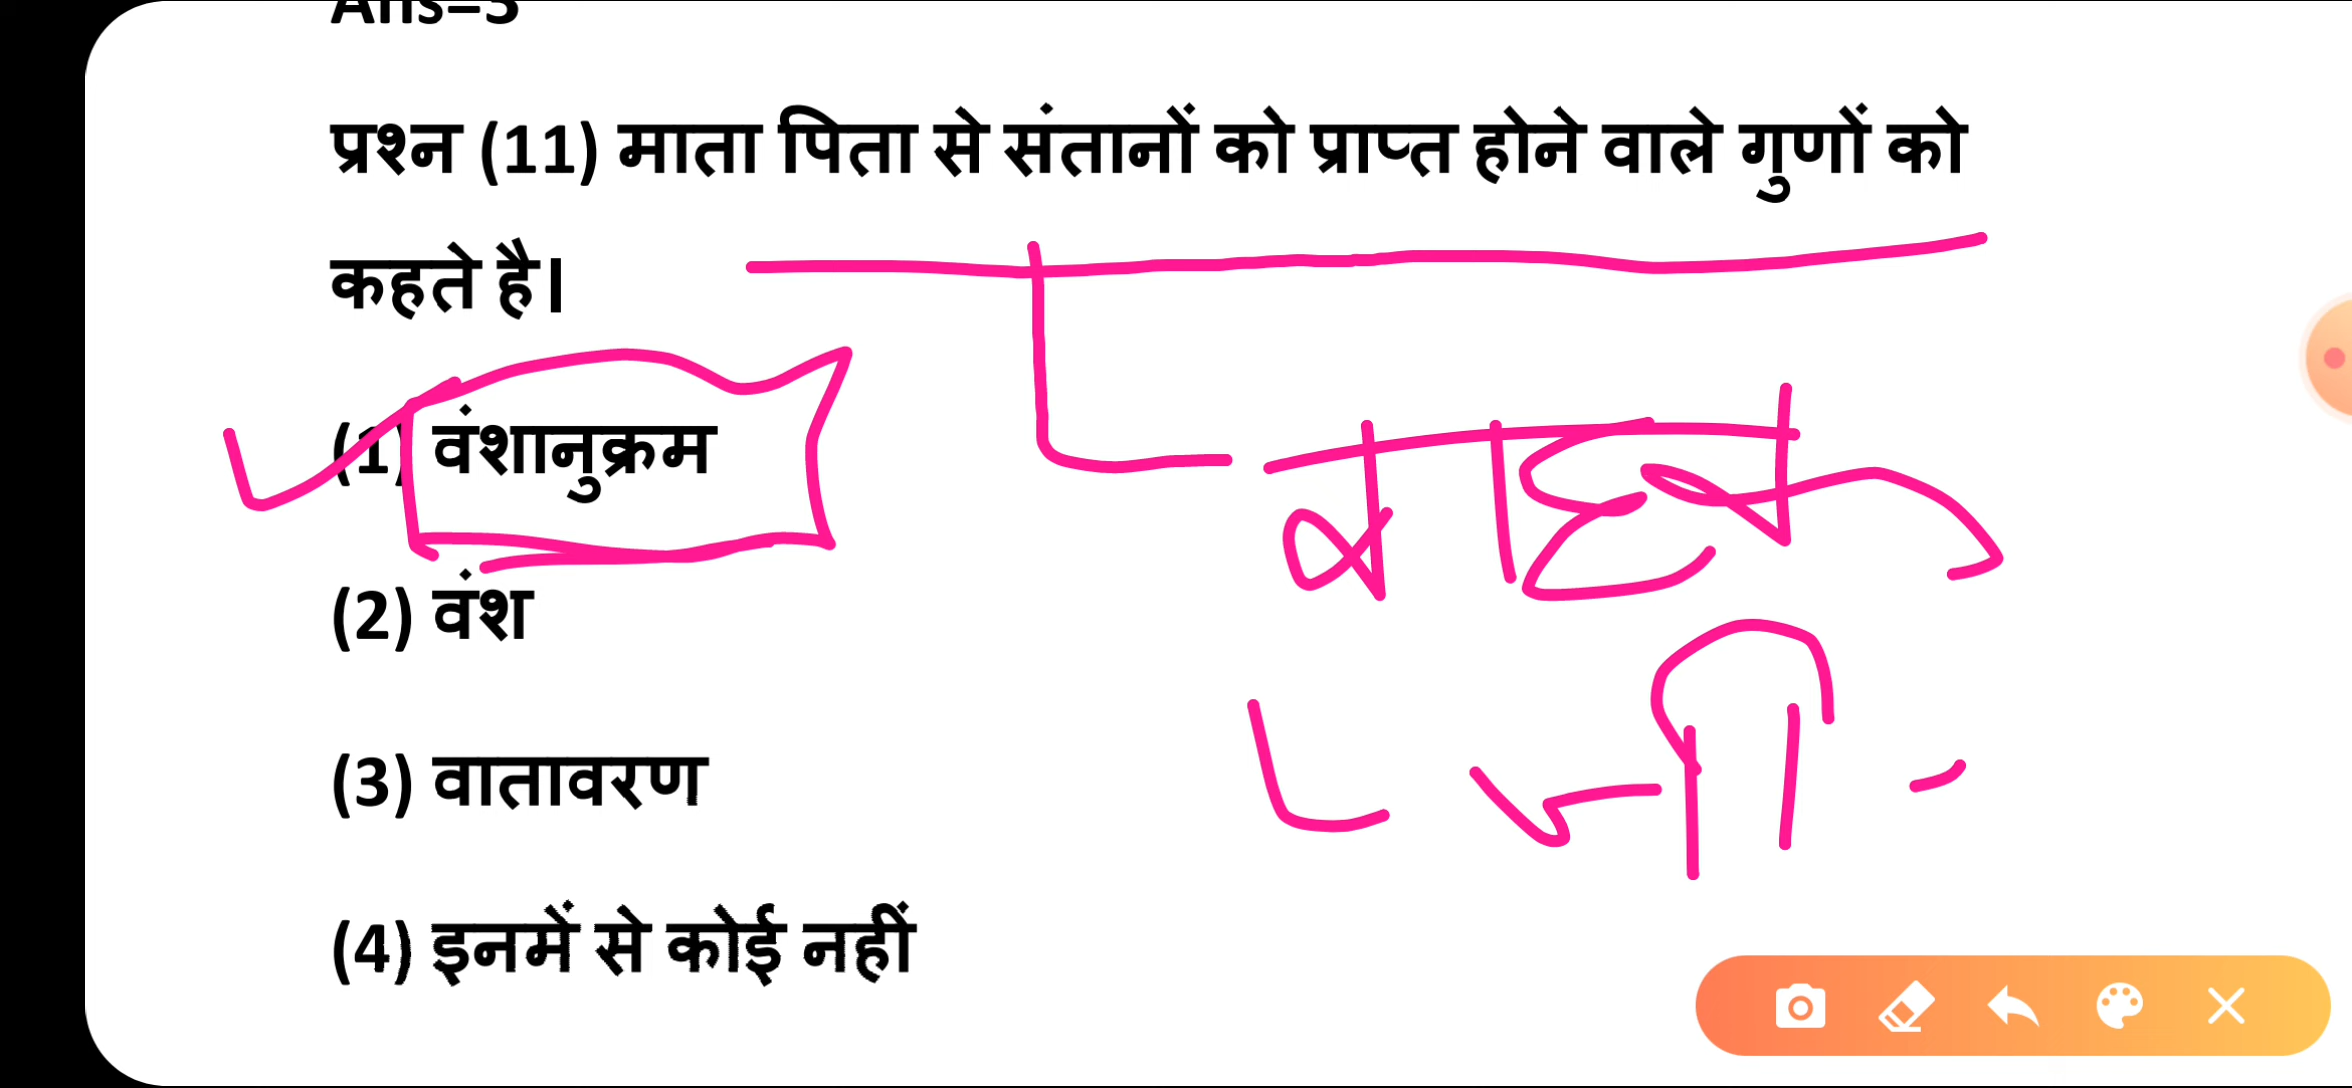 Ans=3
प्रश्न (11) माता पिता से संतानों को प्राप्त होने वाले गुणों को
कहते है।
(1) वंशानुक्रम
(2) वंश
(3) वातावरण
(4) इनमें से कोई नहीं